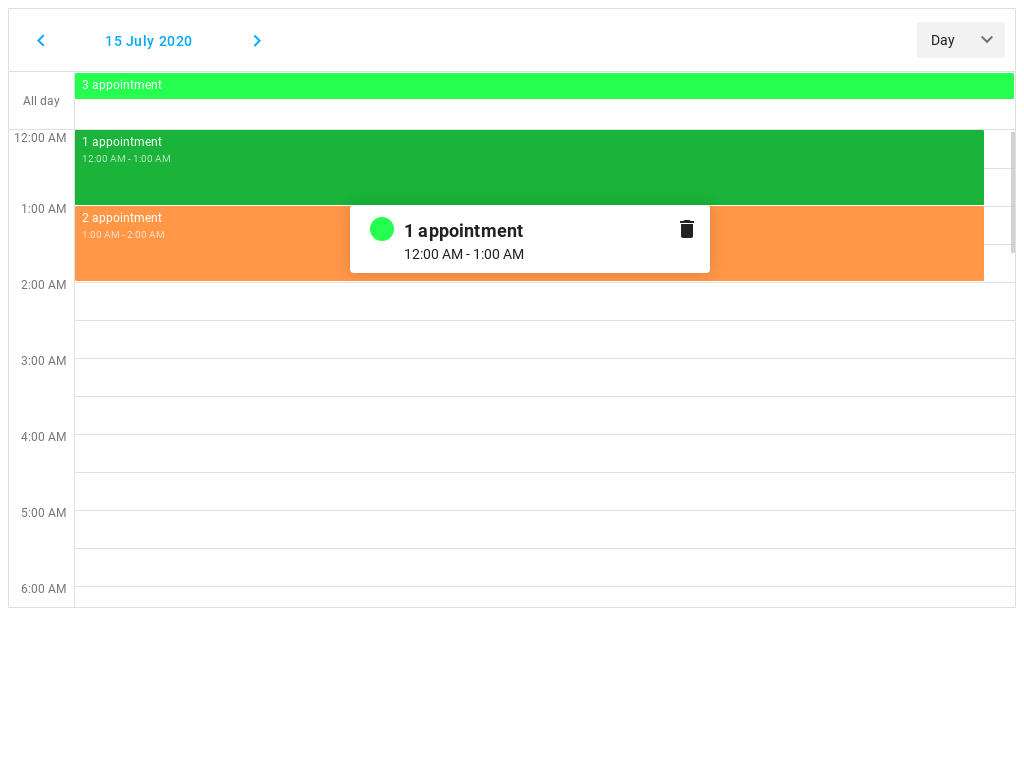 15 July 2020
Day
All day
3 appointment
12:00 AM
1 appointment
12:00 AM - 1:00 AM
1:00 AM
2 appointment
1:00 AM - 2:00 AM
1 appointment
12:00 AM - 1:00 AM
2:00 AM
3:00 AM
4:00 AM
5:00 AM
6:00 AM